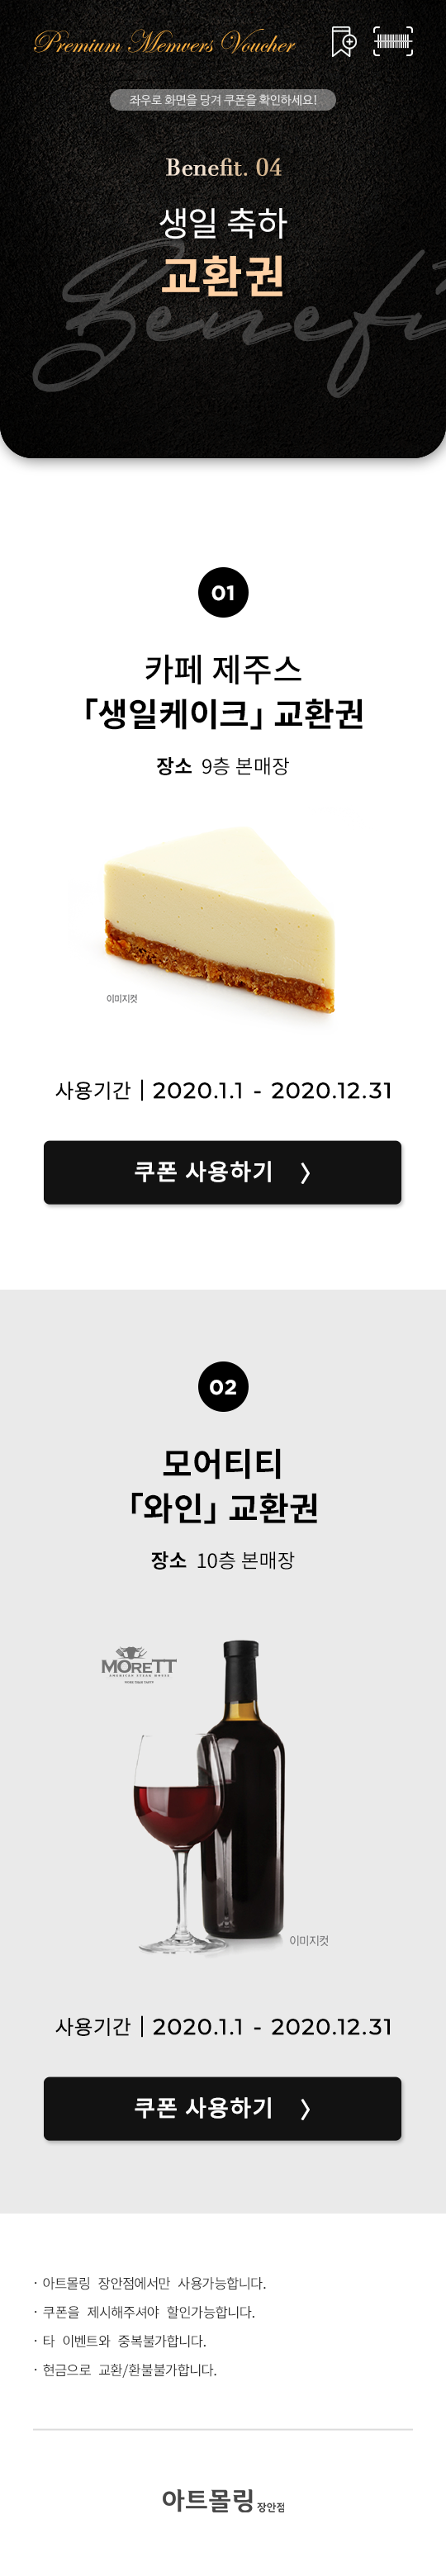 Premium Memvers Voucher
좌우로 화면을 당겨 쿠폰을 확인하세요!
Benefit. 04
생일 축하
교환권
Benefi
01
카페 제주스
「생일케이크」 교환권
장소 9층 본매장
이미지컷
사용기간 | 2020.1.1 - 2020.12.31
쿠폰 사용하기 〉
02
모어티티
「와인」 교환권
장소 10층 본매장
MORETT
AMERICAN STEAK HOUSE
이미지컷
사용기간 | 2020.1.1 - 2020.12.31
쿠폰 사용하기 〉
· 아트몰링 장안점에서만 사용가능합니다.
· 쿠폰을 제시해주셔야 할인가능합니다.
· 타 이벤트와 중복불가합니다.
· 현금으로 교환/환불불가합니다.
아트몰링 장안점